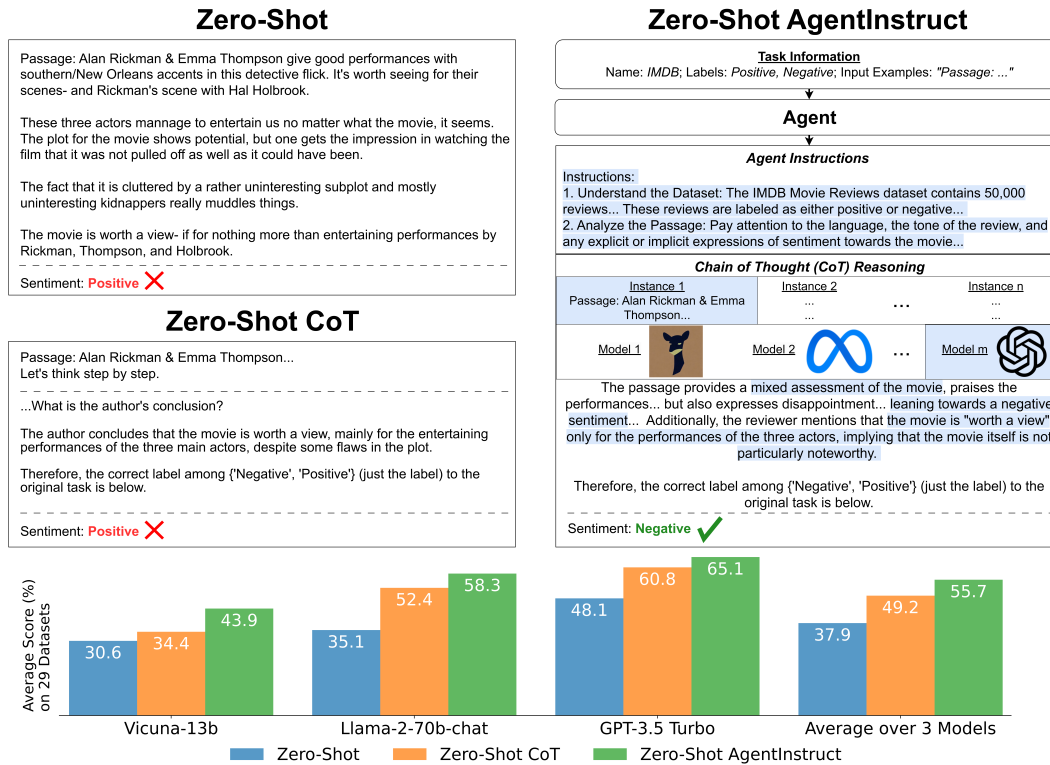 Zero-Shot
Passage: Alan Rickman & Emma Thompson give good performances with
southern/New Orleans accents in this detective flick. It's worth seeing for their
scenes- and Rickman's scene with Hal Holbrook.
These three actors mannage to entertain us no matter what the movie, it seems.
The plot for the movie shows potential, but one gets the impression in watching the
film that it was not pulled off as well as it could have been.
The fact that it is cluttered by a rather uninteresting subplot and mostly
uninteresting kidnappers really muddles things.
The movie is worth a view- if for nothing more than entertaining performances by
Rickman, Thompson, and Holbrook.
Sentiment: Positive
Zero-Shot CoT
Passage: Alan Rickman & Emma Thompson...
Let's think step by step.
...What is the author's conclusion?
The author concludes that the movie is worth a view, mainly for the entertaining
performances of the three main actors, despite some flaws in the plot.
Therefore, the correct label among {'Negative', 'Positive'} (just the label) to the
original task is below.
Sentiment: Positive
Zero-Shot AgentInstruct
Task Information
Name: IMDB; Labels: Positive, Negative; Input Examples: "Passage: ..."
Agent
Agent Instructions
Instructions:
1. Understand the Dataset: The IMDB Movie Reviews dataset contains 50,000
reviews... These reviews are labeled as either positive or negative...
2. Analyze the Passage: Pay attention to the language, the tone of the review, and
any explicit or implicit expressions of sentiment towards the movie...
Chain of Thought (CoT) Reasoning
Instance 1
Passage: Alan Rickman & Emma
Thompson...
Instance 2
...
...
...
Instance n
...
...
Model 1
Model 2
...
Model m
The passage provides a mixed assessment of the movie, praises the
performances... but also expresses disappointment... leaning towards a negative
sentiment... Additionally, the reviewer mentions that the movie is "worth a view"
only for the performances of the three actors, implying that the movie itself is not
particularly noteworthy.
Therefore, the correct label among {'Negative', 'Positive'} (just the label) to the
original task is below.
Sentiment: Negative
Average Score (%)
on 29 Datasets
30.6
34.4
43.9
35.1
52.4
58.3
48.1
60.8
65.1
37.9
49.2
55.7
Vicuna-13b
Llama-2-70b-chat
GPT-3.5 Turbo
Average over 3 Models
Zero-Shot
Zero-Shot CoT
Zero-Shot AgentInstruct